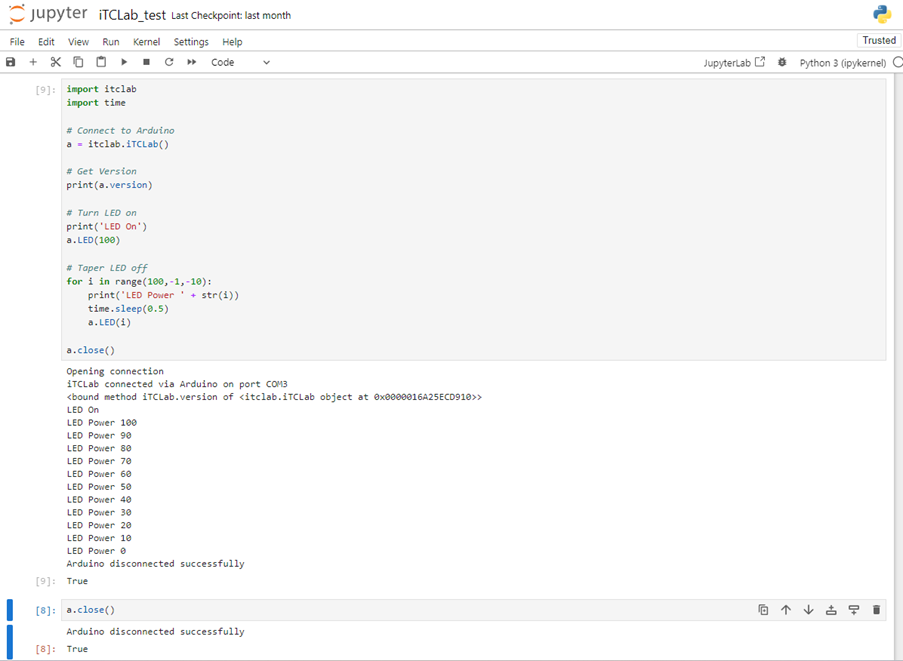 jupyter iTCLab_test Last Checkpoint: last month
File Edit View Run Kernel Settings Help
Trusted
Code
JupyterLab
Python 3 (ipykernel)
[9]:
import itclab
import time

# Connect to Arduino
a = itclab.iTCLab()

# Get Version
print(a.version)

# Turn LED on
print('LED On')
a.LED(100)

# Taper LED off
for i in range(100,-1,-10):
    print('LED Power ' + str(i))
    time.sleep(0.5)
    a.LED(i)

a.close()
Opening connection
iTCLab connected via Arduino on port COM3
<bound method iTCLab.version of <itclab.iTCLab object at 0x0000016A25ECD910>>
LED On
LED Power 100
LED Power 90
LED Power 80
LED Power 70
LED Power 60
LED Power 50
LED Power 40
LED Power 30
LED Power 20
LED Power 10
LED Power 0
Arduino disconnected successfully
[9]: True
[8]: a.close()
Arduino disconnected successfully
[8]: True